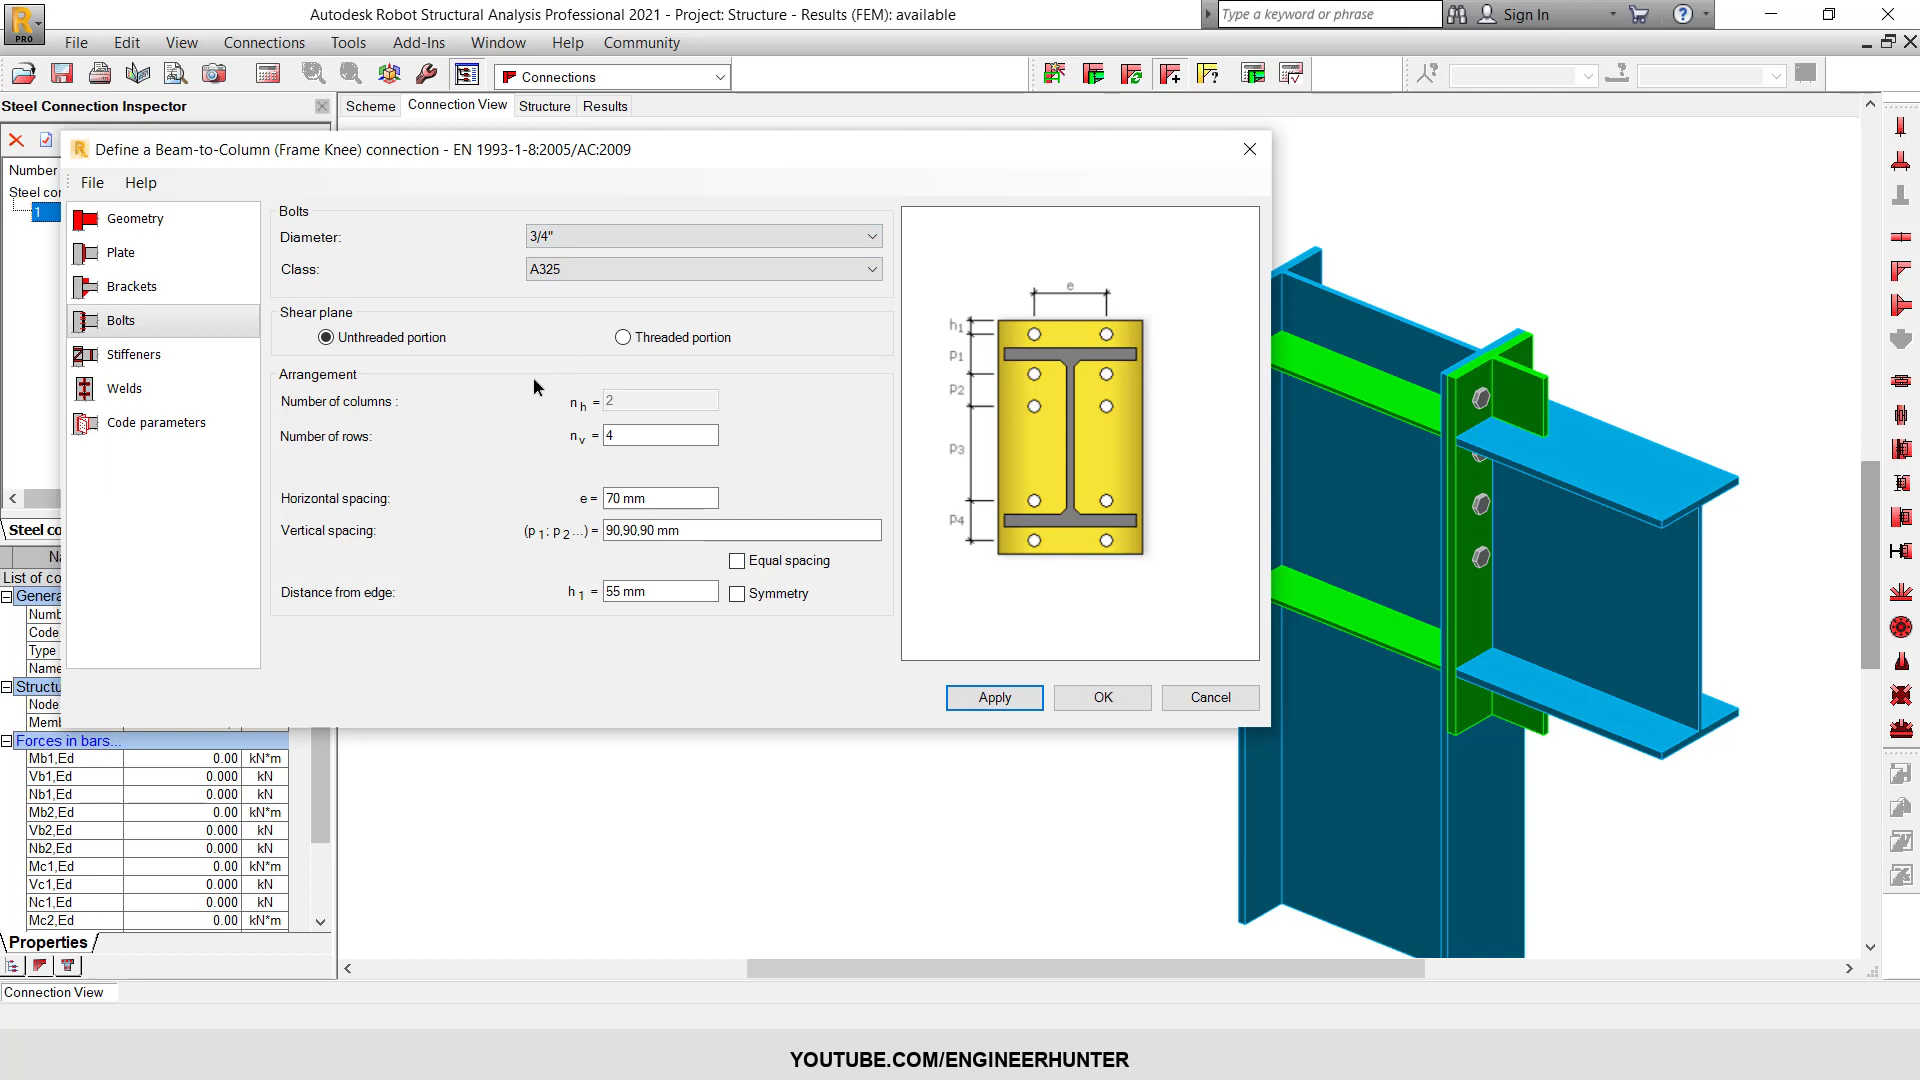 PRO
Autodesk Robot Structural Analysis Professional 2021 - Project: Structure - Results (FEM): available
Type a keyword or phrase
Sign In
File Edit View Connections Tools Add-Ins Window Help Community
Connections
Steel Connection Inspector
Scheme Connection View Structure Results
Define a Beam-to-Column (Frame Knee) connection - EN 1993-1-8:2005/AC:2009
Number
Steel con
1
File Help
Geometry
Plate
Brackets
Bolts
Stiffeners
Welds
Code parameters
Bolts
Diameter: 3/4"
Class: A325
Shear plane
Unthreaded portion Threaded portion
Arrangement
Number of columns : n h = 2
Number of rows: n v = 4
Horizontal spacing: e = 70 mm
Vertical spacing: (p 1; p 2 ...) = 90,90,90 mm
Equal spacing
Distance from edge: h 1 = 55 mm
Symmetry
e
h1
p1
p2
p3
p4
Apply OK Cancel
Steel co
Na
List of co
Genera
Numb
Code
Type
Name
Structu
Node
Memb
Forces in bars...
Mb1,Ed 0.00 kN*m
Vb1,Ed 0.000 kN
Nb1,Ed 0.000 kN
Mb2,Ed 0.00 kN*m
Vb2,Ed 0.000 kN
Nb2,Ed 0.000 kN
Mc1,Ed 0.00 kN*m
Vc1,Ed 0.000 kN
Nc1,Ed 0.000 kN
Mc2,Ed 0.00 kN*m
Properties
Connection View
YOUTUBE.COM/ENGINEERHUNTER